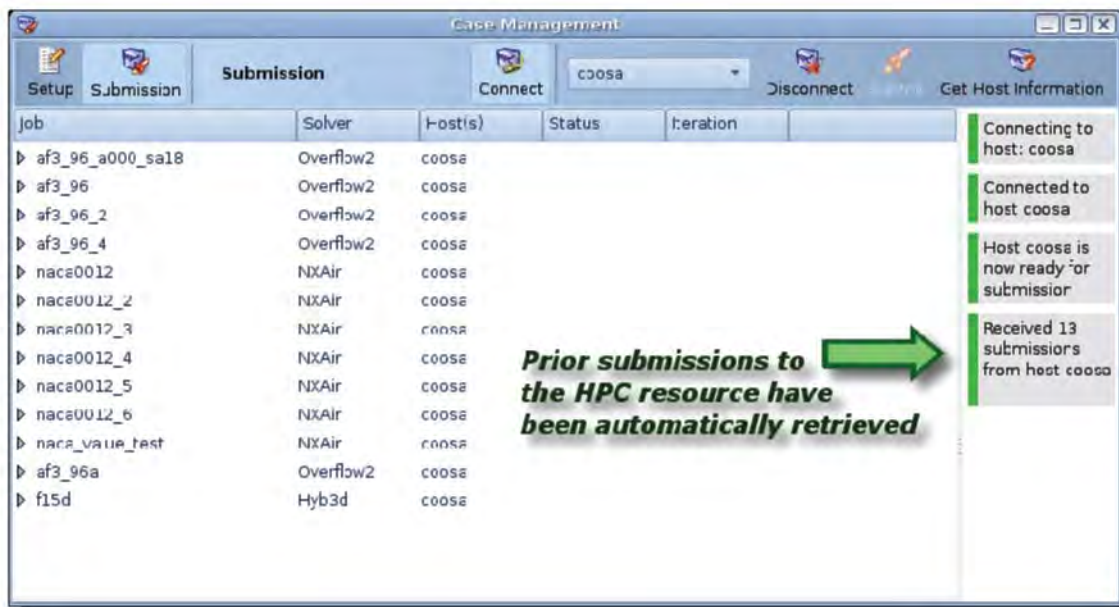 Case Management
Setup Submission Submission Connect coosa Disconnect Get Host Information
Job Solver Host(s) Status Iteration
af3_96_a000_sa18 Overflow2 coosa
af3_96 Overflow2 coosa
af3_96_2 Overflow2 coosa
af3_96_4 Overflow2 coosa
naca0012 NXAir coosa
naca0012_2 NXAir coosa
naca0012_3 NXAir coosa
naca0012_4 NXAir coosa
naca0012_5 NXAir coosa
naca0012_6 NXAir coosa
naca_value_test NXAir coosa
af3_96a Overflow2 coosa
f15d Hyb3d coosa
Prior submissions to
the HPC resource have
been automatically retrieved
Connecting to
host: coosa
Connected to
host coosa
Host coosa is
now ready for
submission
Received 13
submissions
from host coosa